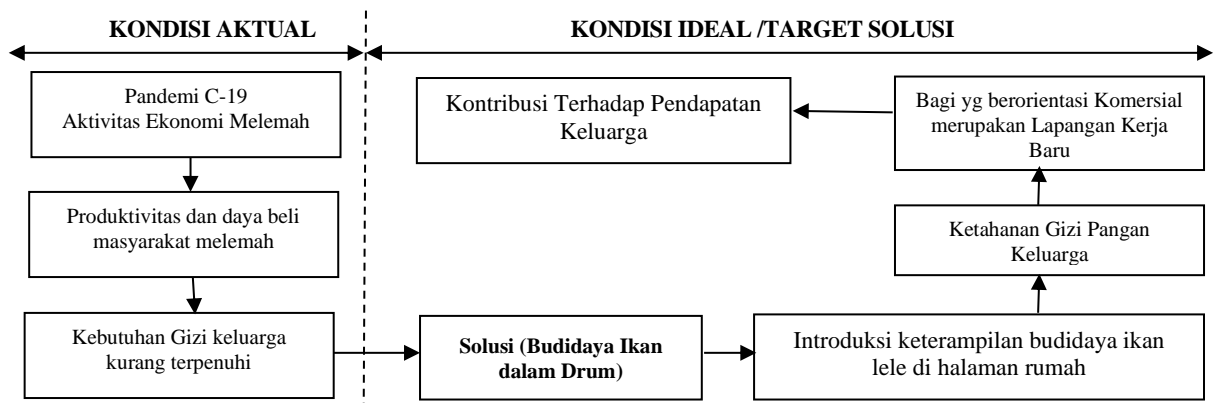 KONDISI AKTUAL
KONDISI IDEAL /TARGET SOLUSI
Pandemi C-19
Aktivitas Ekonomi Melemah
Produktivitas dan daya beli
masyarakat melemah
Kebutuhan Gizi keluarga
kurang terpenuhi
Solusi (Budidaya Ikan
dalam Drum)
Introduksi keterampilan budidaya ikan
lele di halaman rumah
Ketahanan Gizi Pangan
Keluarga
Bagi yg berorientasi Komersial
merupakan Lapangan Kerja
Baru
Kontribusi Terhadap Pendapatan
Keluarga